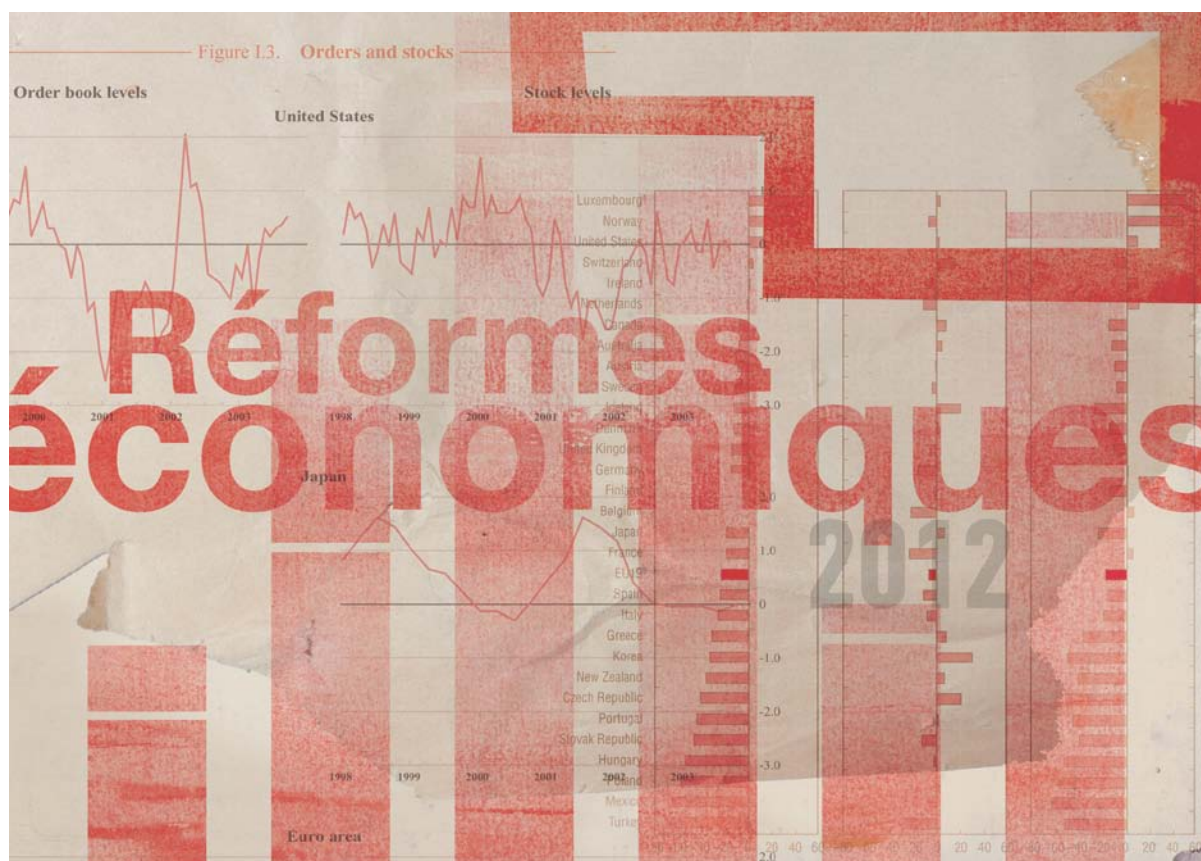 Figure I.3. Orders and stocks
Order book levels
Stock levels
United States
Réformes
économiques
2012
2000 2001 2002 2003
1998 1999 2000 2001 2002 2003
-1.0
-2.0
-3.0
Japan
1.0
0
-1.0
-2.0
-3.0
1998 1999 2000 2001 2002 2003
Euro area
2.0
Luxembourg
Norway
United States
Switzerland
Ireland
Netherlands
Canada
Australia
Austria
Sweden
Denmark
United Kingdom
Germany
Finland
Belgium
Japan
France
EU19
Spain
Italy
Greece
Korea
New Zealand
Czech Republic
Portugal
Slovak Republic
Hungary
Poland
Mexico
Turkey